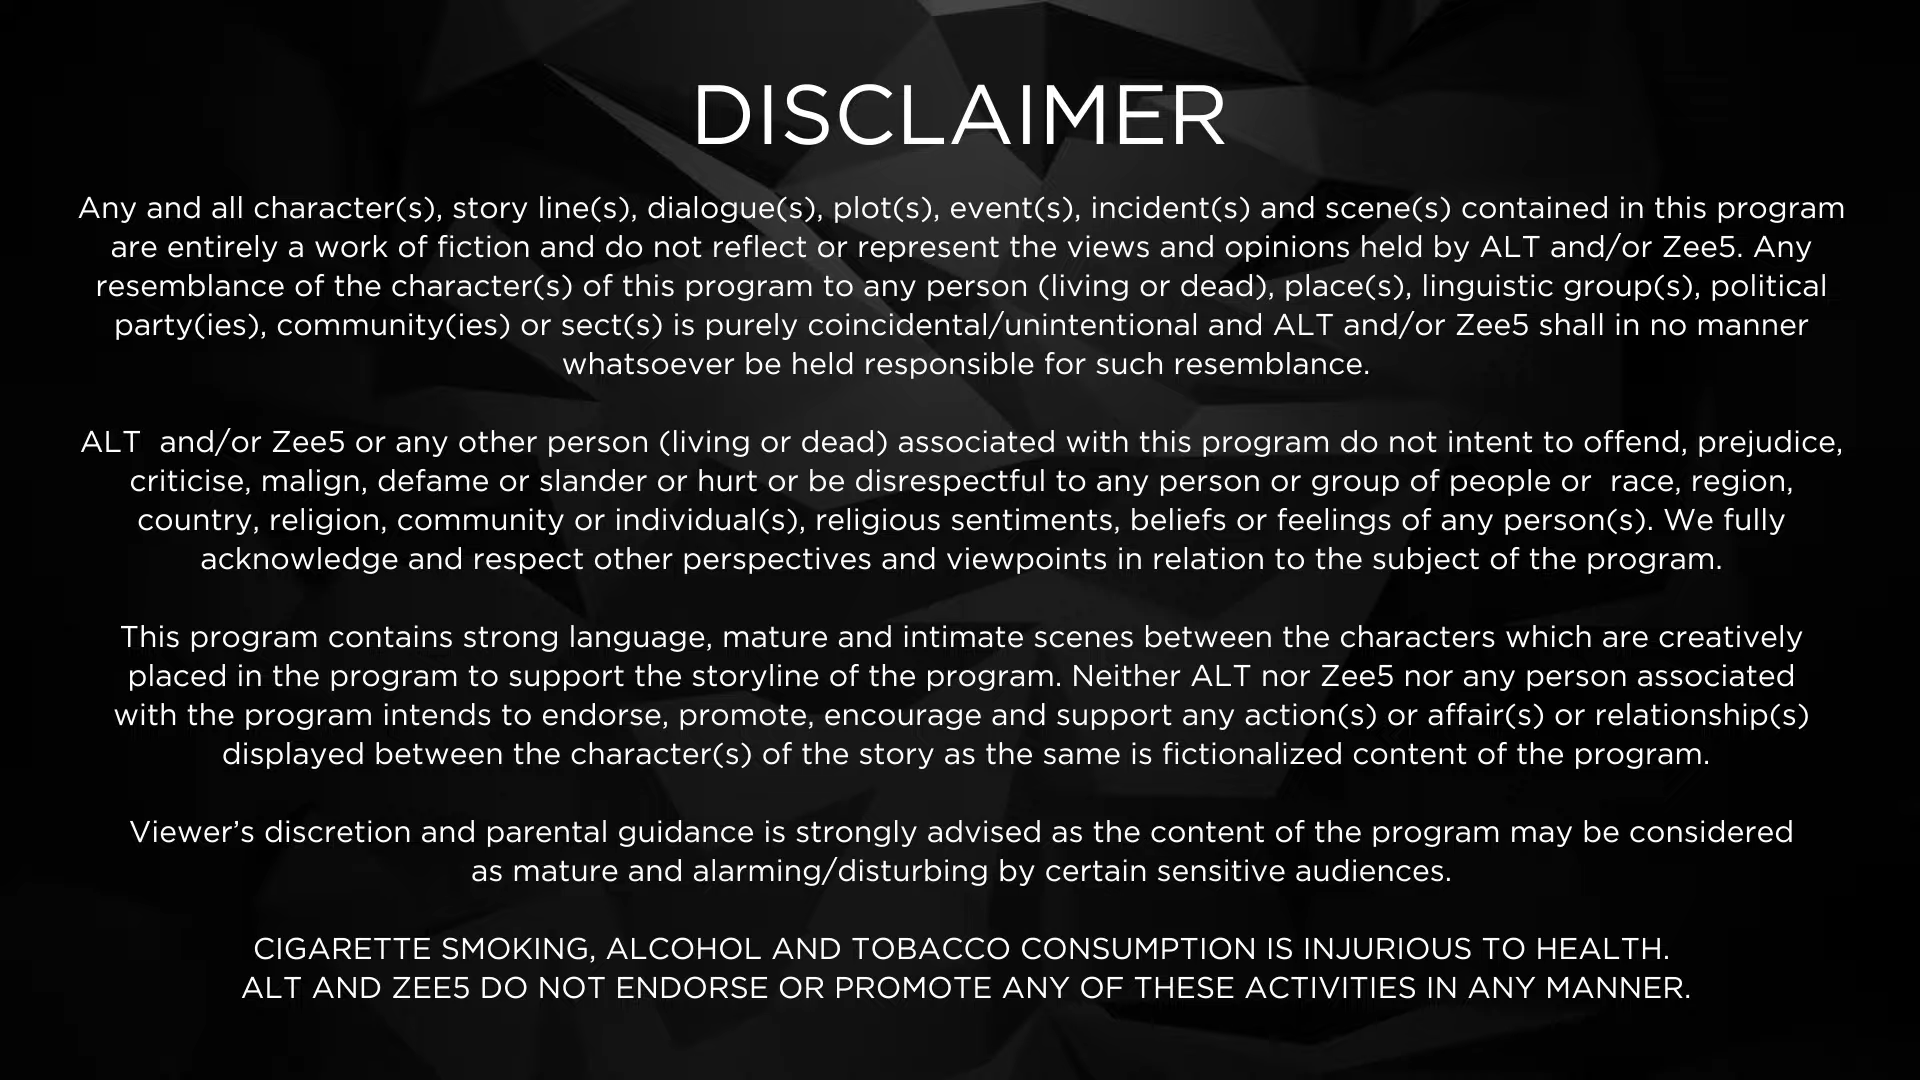 DISCLAIMER
Any and all character(s), story line(s), dialogue(s), plot(s), event(s), incident(s) and scene(s) contained in this program
are entirely a work of fiction and do not reflect or represent the views and opinions held by ALT and/or Zee5. Any
resemblance of the character(s) of this program to any person (living or dead), place(s), linguistic group(s), political
party(ies), community(ies) or sect(s) is purely coincidental/unintentional and ALT and/or Zee5 shall in no manner
whatsoever be held responsible for such resemblance.
ALT  and/or Zee5 or any other person (living or dead) associated with this program do not intent to offend, prejudice,
criticise, malign, defame or slander or hurt or be disrespectful to any person or group of people or  race, region,
country, religion, community or individual(s), religious sentiments, beliefs or feelings of any person(s). We fully
acknowledge and respect other perspectives and viewpoints in relation to the subject of the program.
This program contains strong language, mature and intimate scenes between the characters which are creatively
placed in the program to support the storyline of the program. Neither ALT nor Zee5 nor any person associated
with the program intends to endorse, promote, encourage and support any action(s) or affair(s) or relationship(s)
displayed between the character(s) of the story as the same is fictionalized content of the program.
Viewer’s discretion and parental guidance is strongly advised as the content of the program may be considered
as mature and alarming/disturbing by certain sensitive audiences.
CIGARETTE SMOKING, ALCOHOL AND TOBACCO CONSUMPTION IS INJURIOUS TO HEALTH.
ALT AND ZEE5 DO NOT ENDORSE OR PROMOTE ANY OF THESE ACTIVITIES IN ANY MANNER.